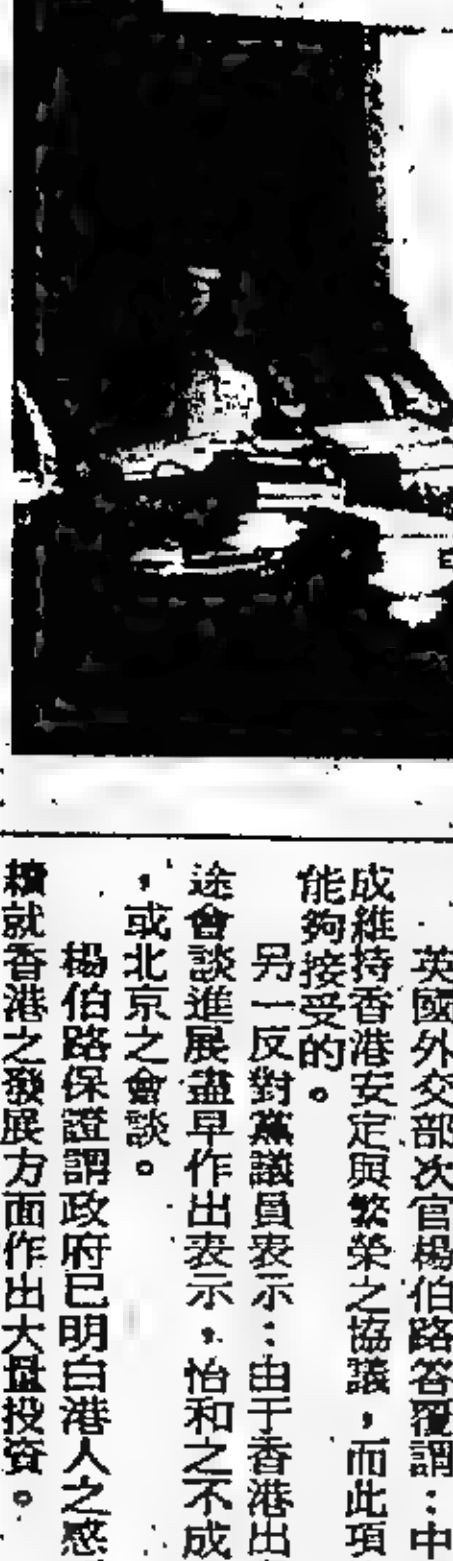 英國外交部次官楊伯路答覆謂：中
成維持香港安定與繁榮之協議，而此項
能夠接受的。
另一反對黨議員表示：由于香港出
途會談進展盡早作出表示，怡和之不成
，或北京之會談。
楊伯路保證謂政府已明白港人之惑
續就香港之發展方面作出大量投資。